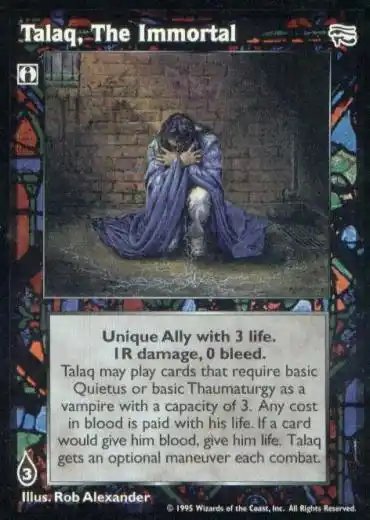 Talaq, The Immortal
Unique Ally with 3 life.
1R damage, 0 bleed.
Talaq may play cards that require basic
Quietus or basic Thaumaturgy as a
vampire with a capacity of 3. Any cost
in blood is paid with his life. If a card
would give him blood, give him life. Talaq
gets an optional maneuver each combat.
3
Illus. Rob Alexander
© 1995 Wizards of the Coast, Inc. All Rights Reserved.